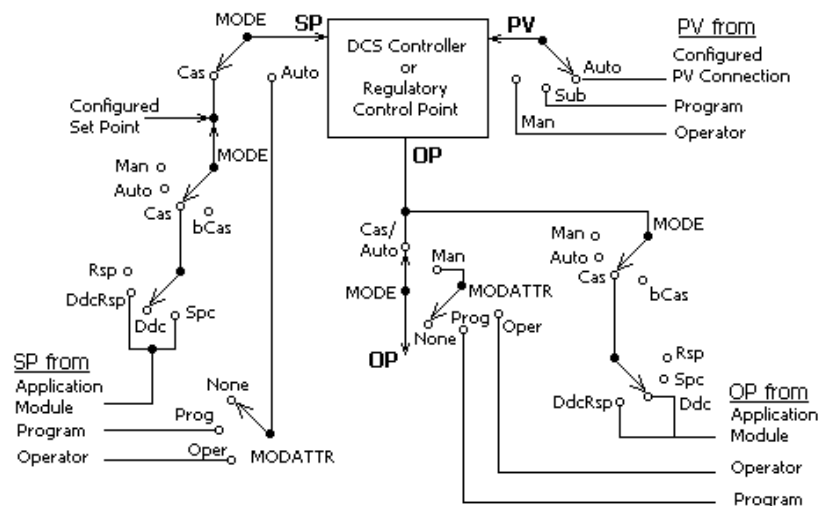 MODE
SP
DCS Controller
or
Regulatory
Control Point
PV
PV from
Configured
PV Connection
Program
Operator
Auto
Sub
Man
Cas
Auto
Configured
Set Point
MODE
Man
Auto
Cas
bCas
Rsp
DdcRsp
Ddc
Spc
SP from
Application
Module
Program
Operator
None
Prog
Oper
MODATTR
OP
Cas/
Auto
MODE
OP
Man
MODATTR
None
Prog
Oper
MODE
Man
Auto
Cas
bCas
Rsp
Spc
Ddc
DdcRsp
OP from
Application
Module
Operator
Program